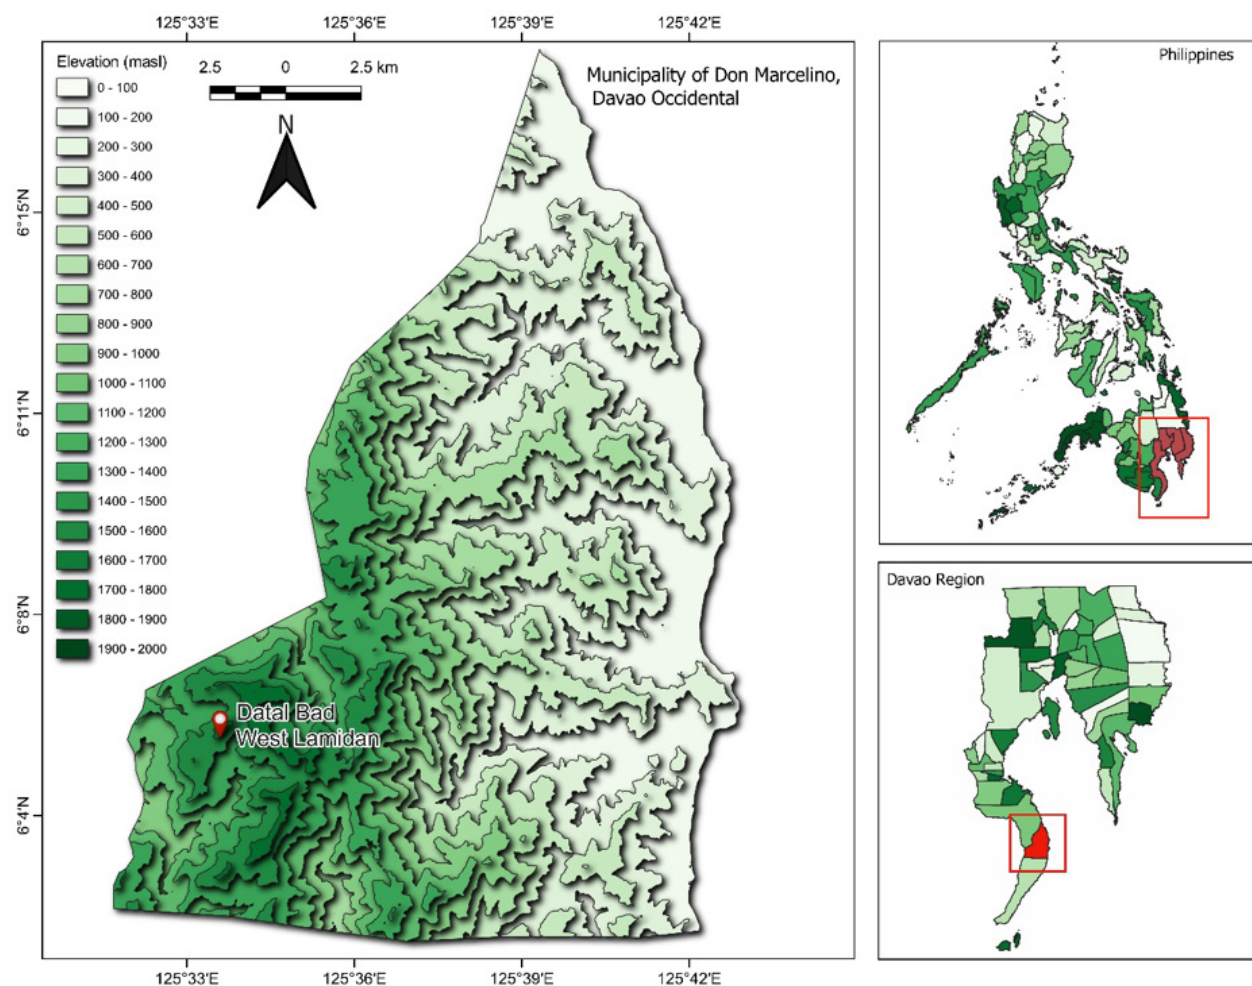 125°33'E 125°36'E 125°39'E 125°42'E
Elevation (masl)
0 - 100
100 - 200
200 - 300
300 - 400
400 - 500
500 - 600
600 - 700
700 - 800
800 - 900
900 - 1000
1000 - 1100
1100 - 1200
1200 - 1300
1300 - 1400
1400 - 1500
1500 - 1600
1600 - 1700
1700 - 1800
1800 - 1900
1900 - 2000
2.5 0 2.5 km
N
Municipality of Don Marcelino,
Davao Occidental
6°15'N
6°11'N
6°8'N
6°4'N
Datal Bad
West Lamidan
125°33'E 125°36'E 125°39'E 125°42'E
Philippines
Davao Region